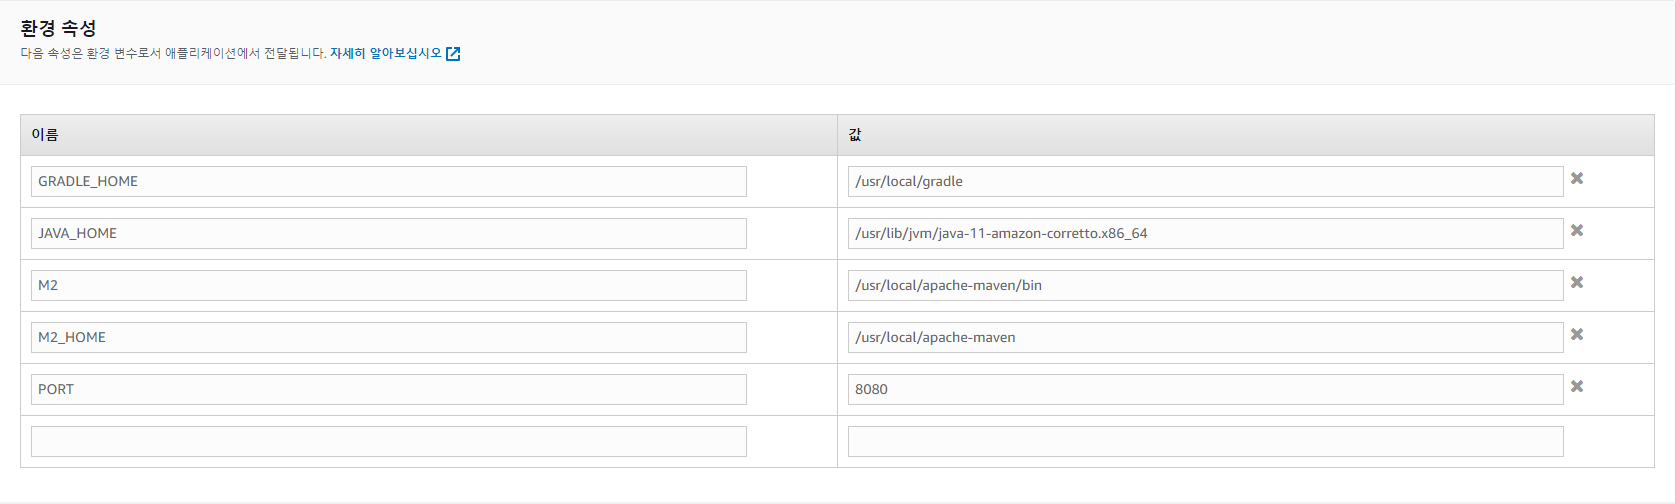 환경 속성
다음 속성은 환경 변수로서 애플리케이션에서 전달됩니다. 자세히 알아보십시오
이름 값
GRADLE_HOME /usr/local/gradle
JAVA_HOME /usr/lib/jvm/java-11-amazon-corretto.x86_64
M2 /usr/local/apache-maven/bin
M2_HOME /usr/local/apache-maven
PORT 8080